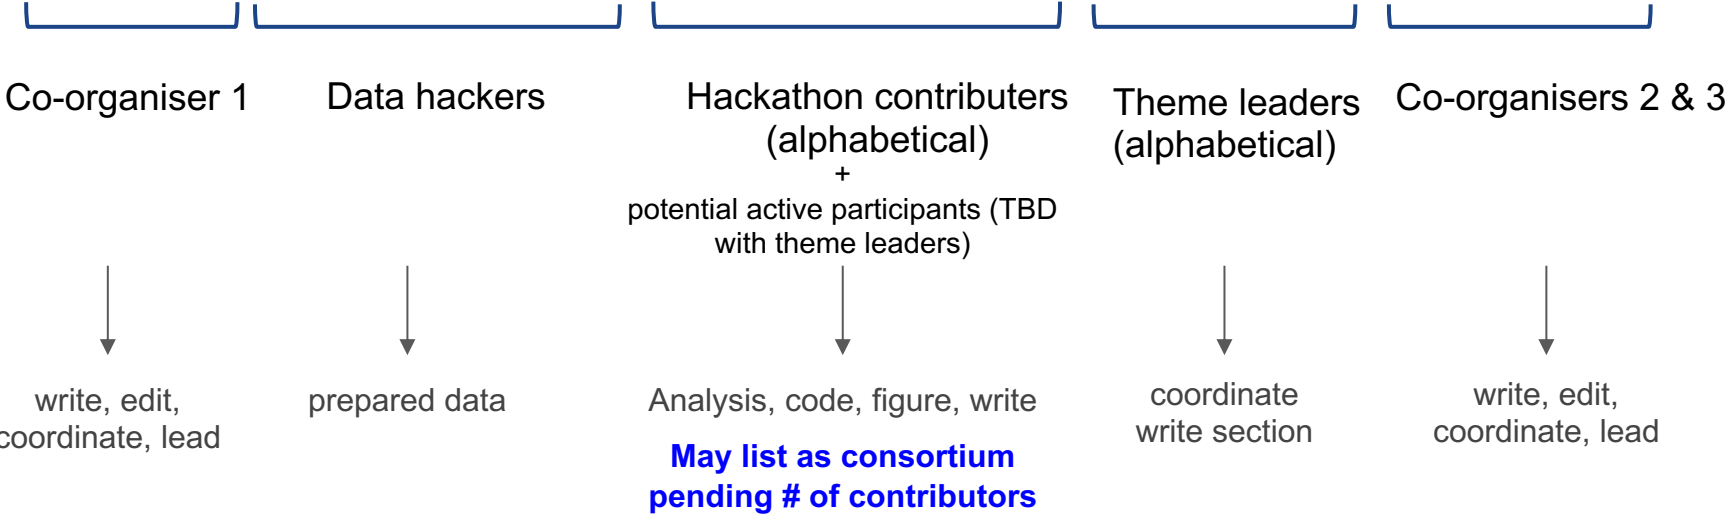 Co-organiser 1
Data hackers
Hackathon contributers
(alphabetical)
+
potential active participants (TBD
with theme leaders)
Theme leaders
(alphabetical)
Co-organisers 2 & 3
write, edit,
coordinate, lead
prepared data
Analysis, code, figure, write
May list as consortium
pending # of contributors
coordinate
write section
write, edit,
coordinate, lead